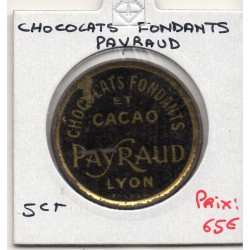 CHOCOLATS FONDANTS
PAYRAUD
CHOCOLATS FONDANTS
ET
CACAO
PAYRAUD
LYON
5CT
Prix:
65€